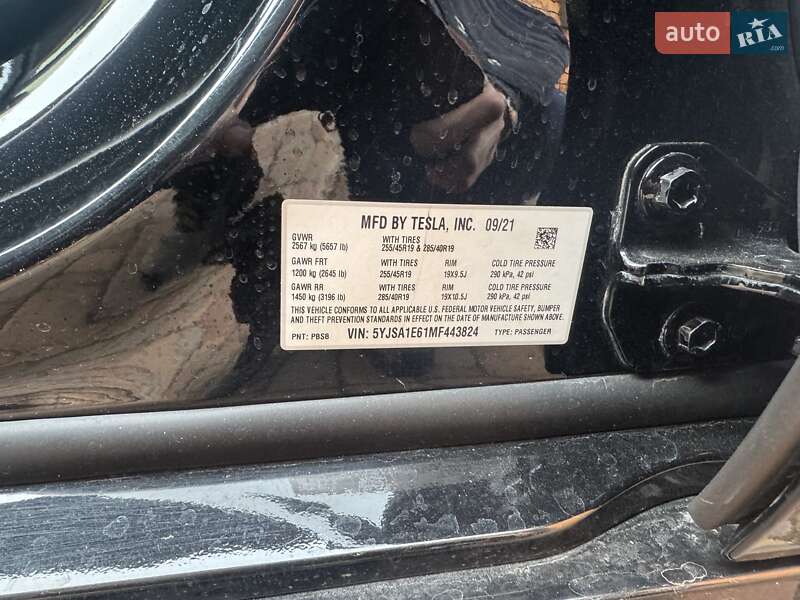 auto RIA.com
MFD BY TESLA, INC. 09/21
GVWR WITH TIRES
2567 kg (5657 lb) 255/45R19 & 285/40R19
GAWR FRT WITH TIRES RIM COLD TIRE PRESSURE
1200 kg (2645 lb) 255/45R19 19X9.5J 290 kPa, 42 psi
GAWR RR WITH TIRES RIM COLD TIRE PRESSURE
1450 kg (3196 lb) 285/40R19 19X10.5J 290 kPa, 42 psi
THIS VEHICLE CONFORMS TO ALL APPLICABLE U.S. FEDERAL MOTOR VEHICLE SAFETY, BUMPER
AND THEFT PREVENTION STANDARDS IN EFFECT ON THE DATE OF MANUFACTURE SHOWN ABOVE.
PNT: PBSB VIN: 5YJSA1E61MF443824 TYPE: PASSENGER